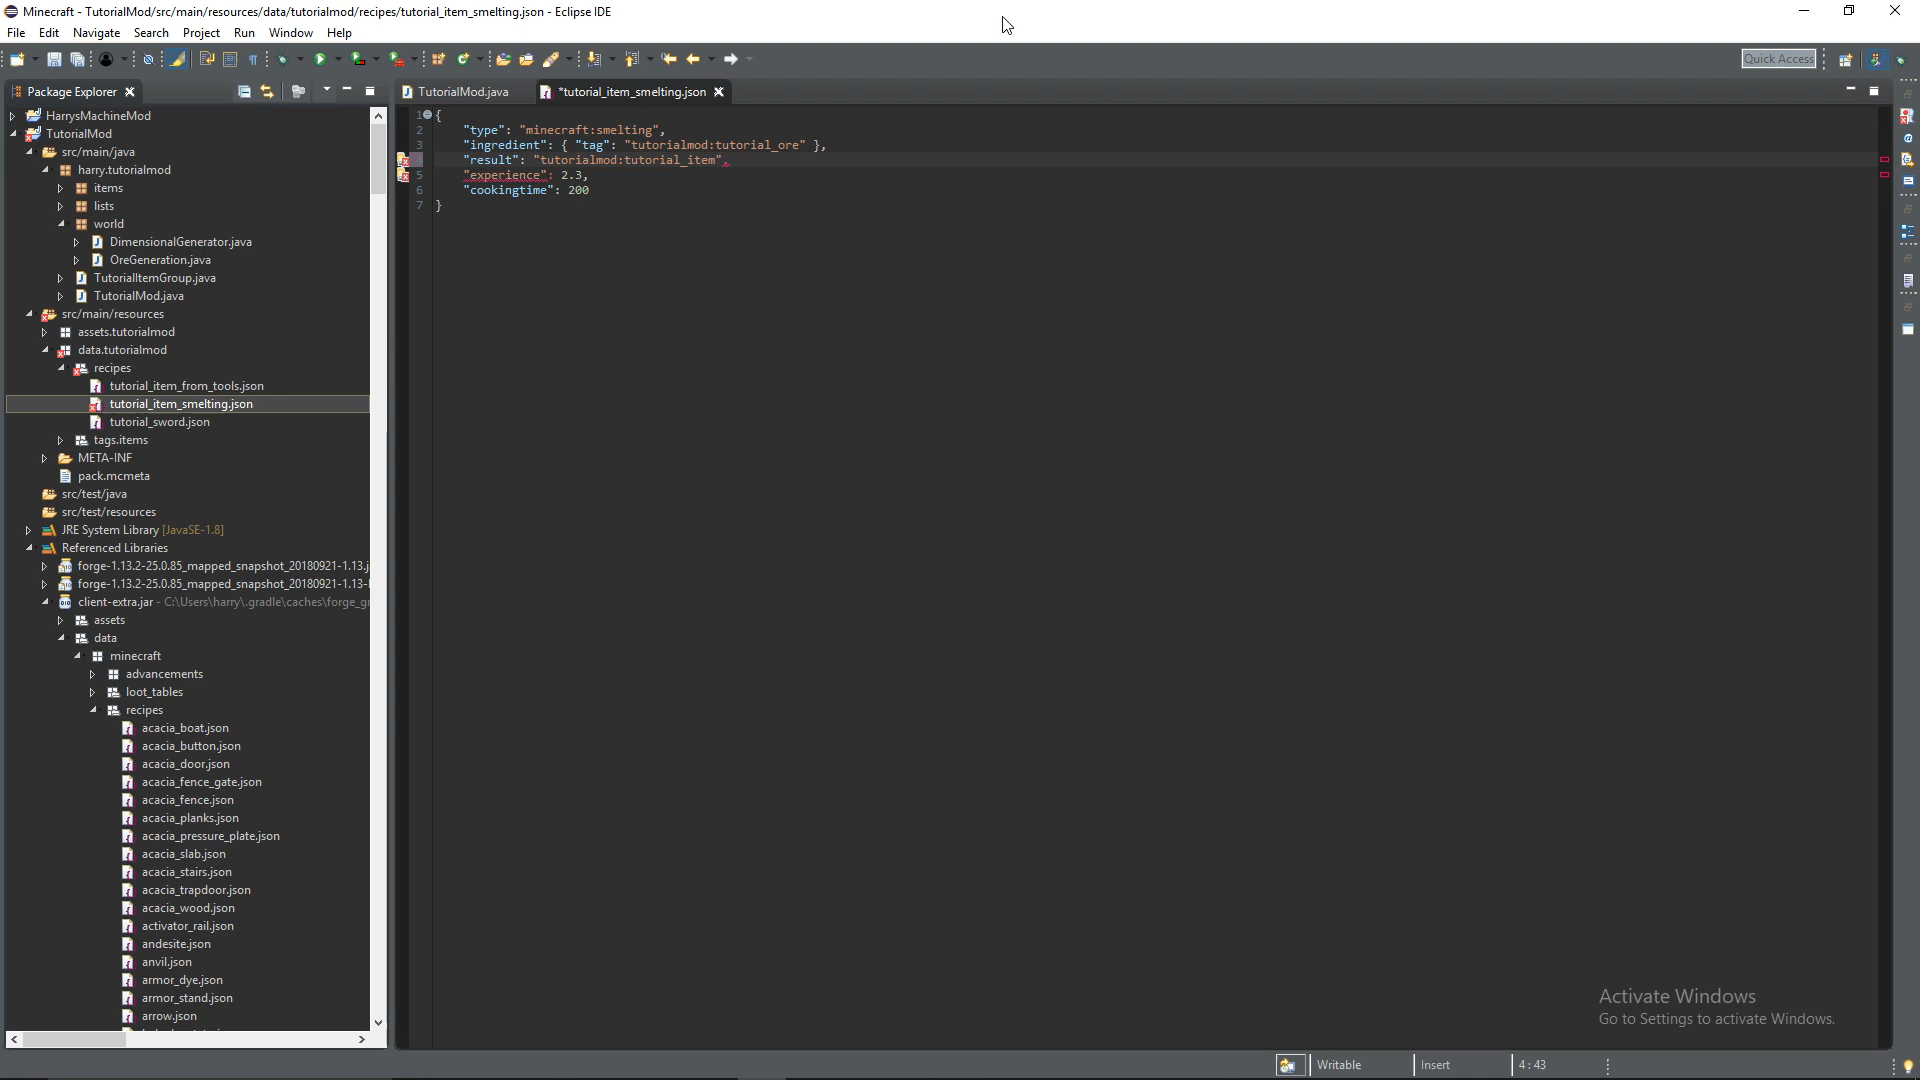 Minecraft - TutorialMod/src/main/resources/data/tutorialmod/recipes/tutorial_item_smelting.json - Eclipse IDE
File Edit Navigate Search Project Run Window Help
Quick Access
Package Explorer
TutorialMod.java
*tutorial_item_smelting.json
HarrysMachineMod
TutorialMod
src/main/java
harry.tutorialmod
items
lists
world
DimensionalGenerator.java
OreGeneration.java
TutorialItemGroup.java
TutorialMod.java
src/main/resources
assets.tutorialmod
data.tutorialmod
recipes
tutorial_item_from_tools.json
tutorial_item_smelting.json
tutorial_sword.json
tags.items
META-INF
pack.mcmeta
src/test/java
src/test/resources
JRE System Library [JavaSE-1.8]
Referenced Libraries
forge-1.13.2-25.0.85_mapped_snapshot_20180921-1.13.j
forge-1.13.2-25.0.85_mapped_snapshot_20180921-1.13-
client-extra.jar - C:\Users\harry\.gradle\caches\forge_gr
assets
data
minecraft
advancements
loot_tables
recipes
acacia_boat.json
acacia_button.json
acacia_door.json
acacia_fence_gate.json
acacia_fence.json
acacia_planks.json
acacia_pressure_plate.json
acacia_slab.json
acacia_stairs.json
acacia_trapdoor.json
acacia_wood.json
activator_rail.json
andesite.json
anvil.json
armor_dye.json
armor_stand.json
arrow.json
1 {
2 "type": "minecraft:smelting",
3 "ingredient": { "tag": "tutorialmod:tutorial_ore" },
"result": "tutorialmod:tutorial_item"
5 "experience": 2.3,
6 "cookingtime": 200
7 }
Activate Windows
Go to Settings to activate Windows.
Writable Insert 4:43